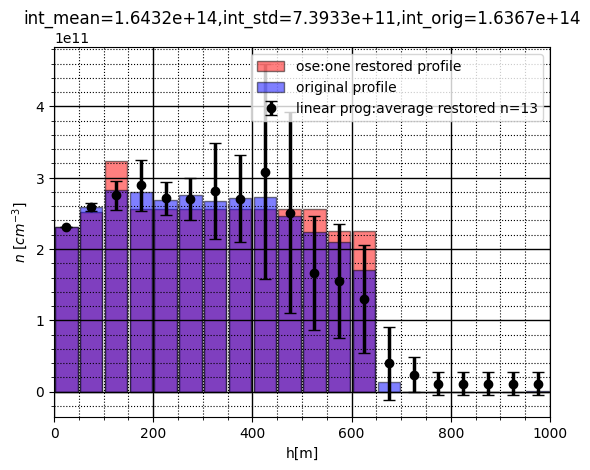 int_mean=1.6432e+14,int_std=7.3933e+11,int_orig=1.6367e+14
1e11
ose:one restored profile
original profile
linear prog:average restored n=13
4
3
2
1
0
n [cm⁻³]
0 200 400 600 800 1000
h[m]